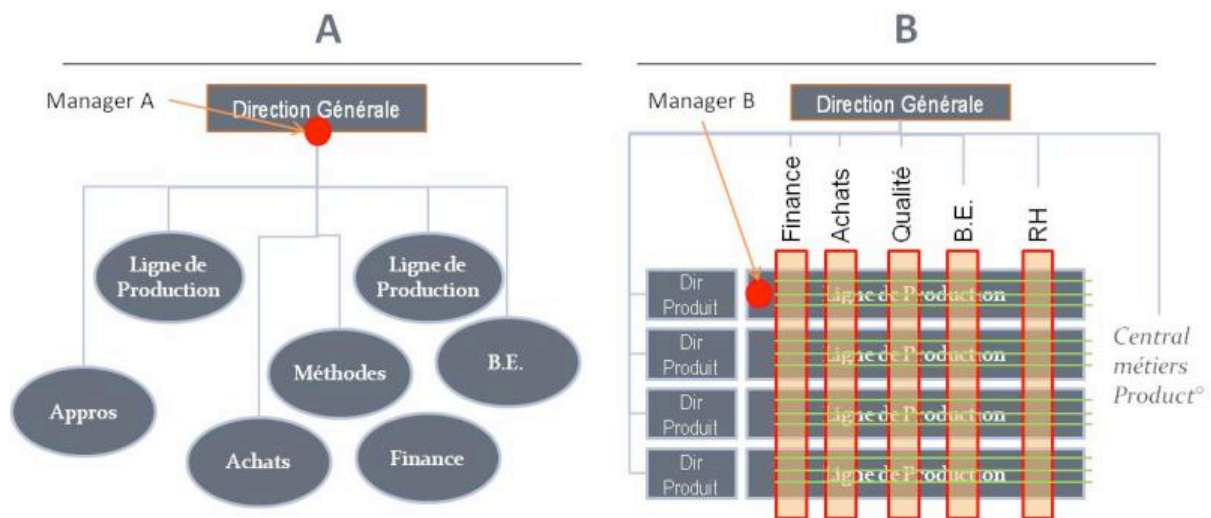 A
Manager A
Direction Générale
Ligne de
Production
Ligne de
Production
Méthodes
B.E.
Appros
Achats
Finance
B
Manager B
Direction Générale
Finance
Achats
Qualité
B.E.
RH
Dir
Produit
Ligne de Production
Dir
Produit
Ligne de Production
Dir
Produit
Ligne de Production
Dir
Produit
Ligne de Production
Central
métiers
Product°